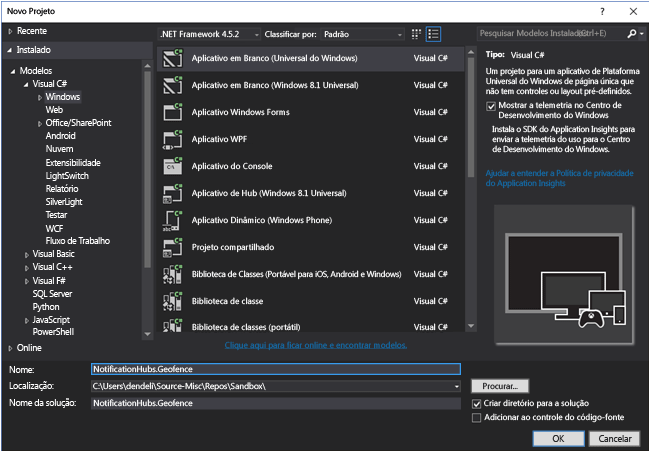 Novo Projeto
? ×
Recente
Instalado
Modelos
Visual C#
Windows
Web
Office/SharePoint
Android
Nuvem
Extensibilidade
LightSwitch
Relatório
SilverLight
Testar
WCF
Fluxo de Trabalho
Visual Basic
Visual C++
Visual F#
SQL Server
Python
JavaScript
PowerShell
Online
.NET Framework 4.5.2 Classificar por: Padrão
Aplicativo em Branco (Universal do Windows) Visual C#
Aplicativo em Branco (Windows 8.1 Universal) Visual C#
Aplicativo Windows Forms Visual C#
Aplicativo WPF Visual C#
Aplicativo do Console Visual C#
Aplicativo de Hub (Windows 8.1 Universal) Visual C#
Aplicativo Dinâmico (Windows Phone) Visual C#
Projeto compartilhado Visual C#
Biblioteca de Classes (Portável para iOS, Android e Windows) Visual C#
Biblioteca de classe Visual C#
Biblioteca de classes (portátil) Visual C#
Clique aqui para ficar online e encontrar modelos.
Pesquisar Modelos Instalados(Ctrl+E)
Tipo: Visual C#
Um projeto para um aplicativo de Plataforma
Universal do Windows de página única que
não tem controles ou layout pré-definidos.
Mostrar a telemetria no Centro de
Desenvolvimento do Windows
Instala o SDK do Application Insights para
enviar a telemetria do uso para o Centro
de Desenvolvimento do Windows.
Ajudar a entender a Política de privacidade
do Application Insights
Nome: NotificationHubs.Geofence
Localização: C:\Users\dendeli\Source-Misc\Repos\Sandbox\ Procurar...
Nome da solução: NotificationHubs.Geofence
Criar diretório para a solução
Adicionar ao controle do código-fonte
OK Cancelar